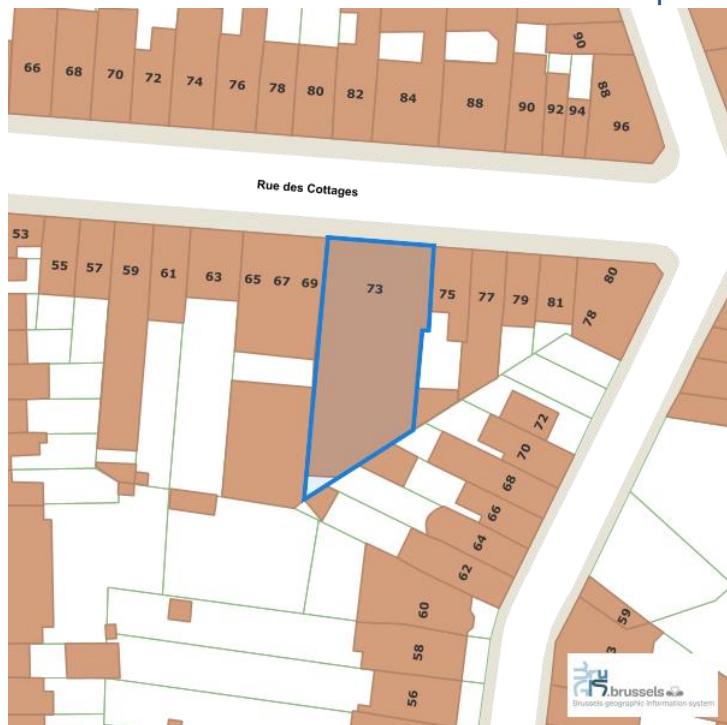 90
66 68 70 72 74 76 78 80 82 84 88 90 92 94 88 96
Rue des Cottages
53 55 57 59 61 63 65 67 69 73 75 77 79 81 78 80
72
70
68
66
64
62
60
59
58
56
.brussels
Brussels geographic information system